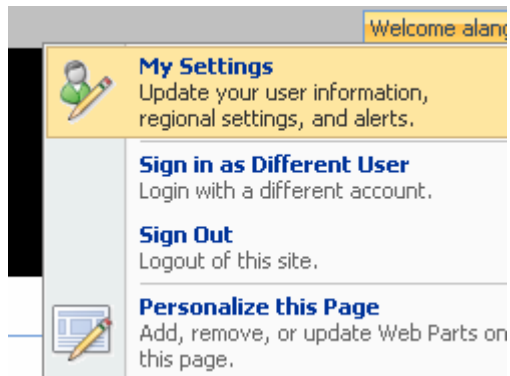 Welcome alang
My Settings
Update your user information,
regional settings, and alerts.
Sign in as Different User
Login with a different account.
Sign Out
Logout of this site.
Personalize this Page
Add, remove, or update Web Parts on
this page.